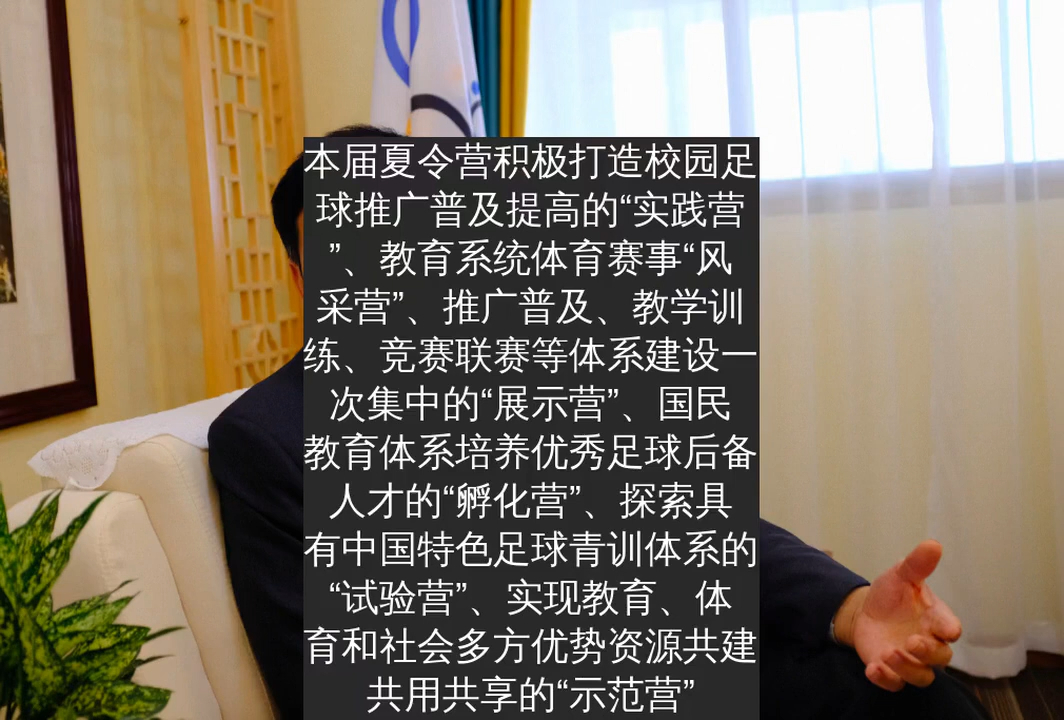 本届夏令营积极打造校园足
球推广普及提高的“实践营
”、教育系统体育赛事“风
采营”、推广普及、教学训
练、竞赛联赛等体系建设一
次集中的“展示营”、国民
教育体系培养优秀足球后备
人才的“孵化营”、探索具
有中国特色足球青训体系的
“试验营”、实现教育、体
育和社会多方优势资源共建
共用共享的“示范营”